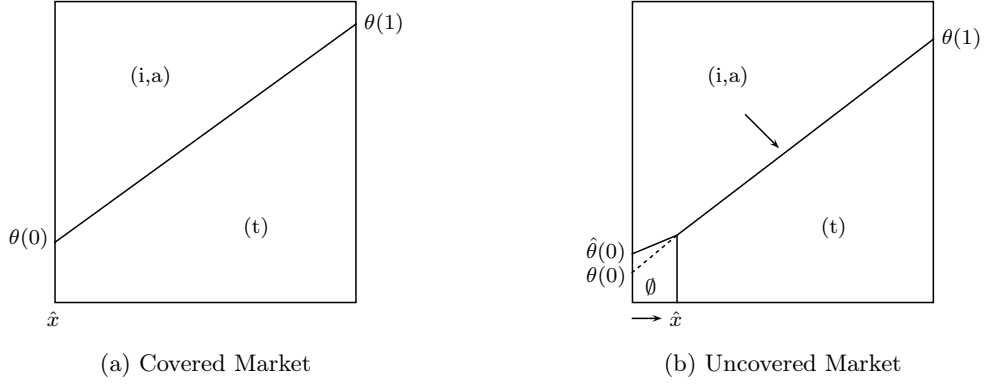 θ(1)
(i,a)
(t)
θ(0)
x̂
(a) Covered Market
θ(1)
(i,a)
(t)
θ̂(0)
θ(0)
∅
x̂
(b) Uncovered Market